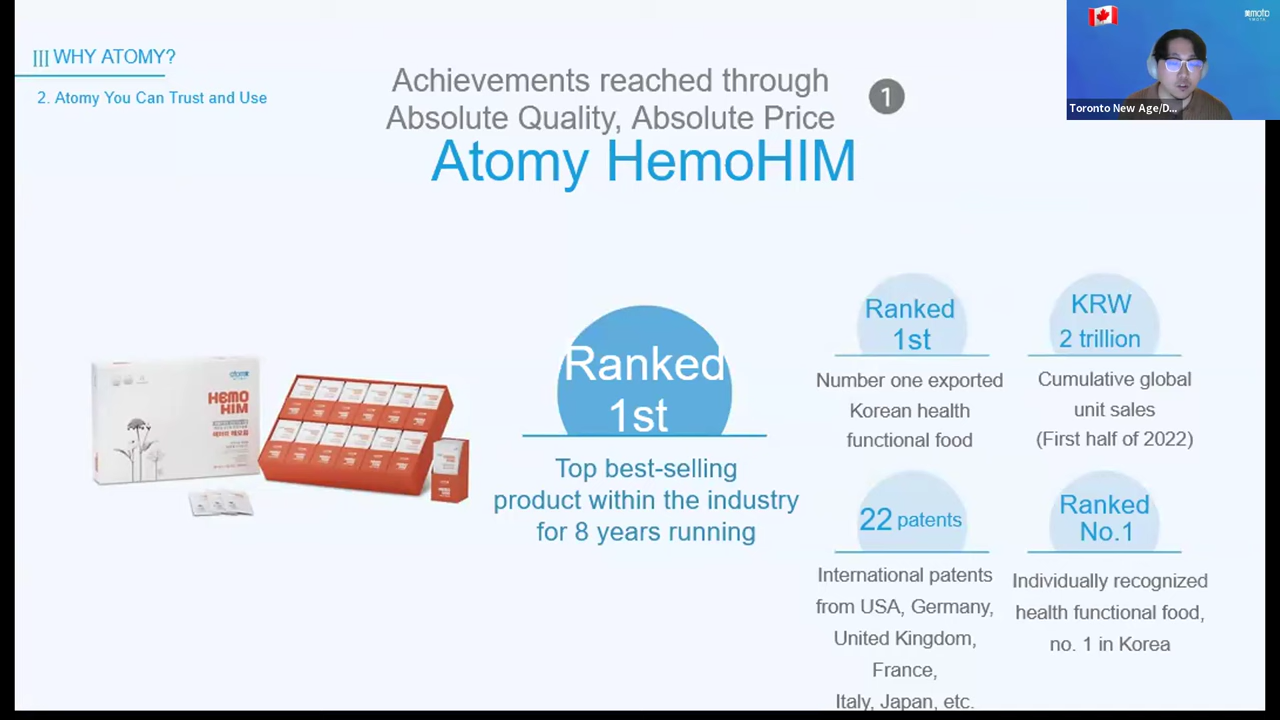 III WHY ATOMY?
2. Atomy You Can Trust and Use
Achievements reached through
Absolute Quality, Absolute Price
1
Atomy HemoHIM
Toronto New Age/D...
atomy
HEMO
HIM
Ranked
1st
Top best-selling
product within the industry
for 8 years running
Ranked
1st
Number one exported
Korean health
functional food
KRW
2 trillion
Cumulative global
unit sales
(First half of 2022)
22 patents
International patents
from USA, Germany,
United Kingdom,
France,
Italy, Japan, etc.
Ranked
No.1
Individually recognized
health functional food,
no. 1 in Korea